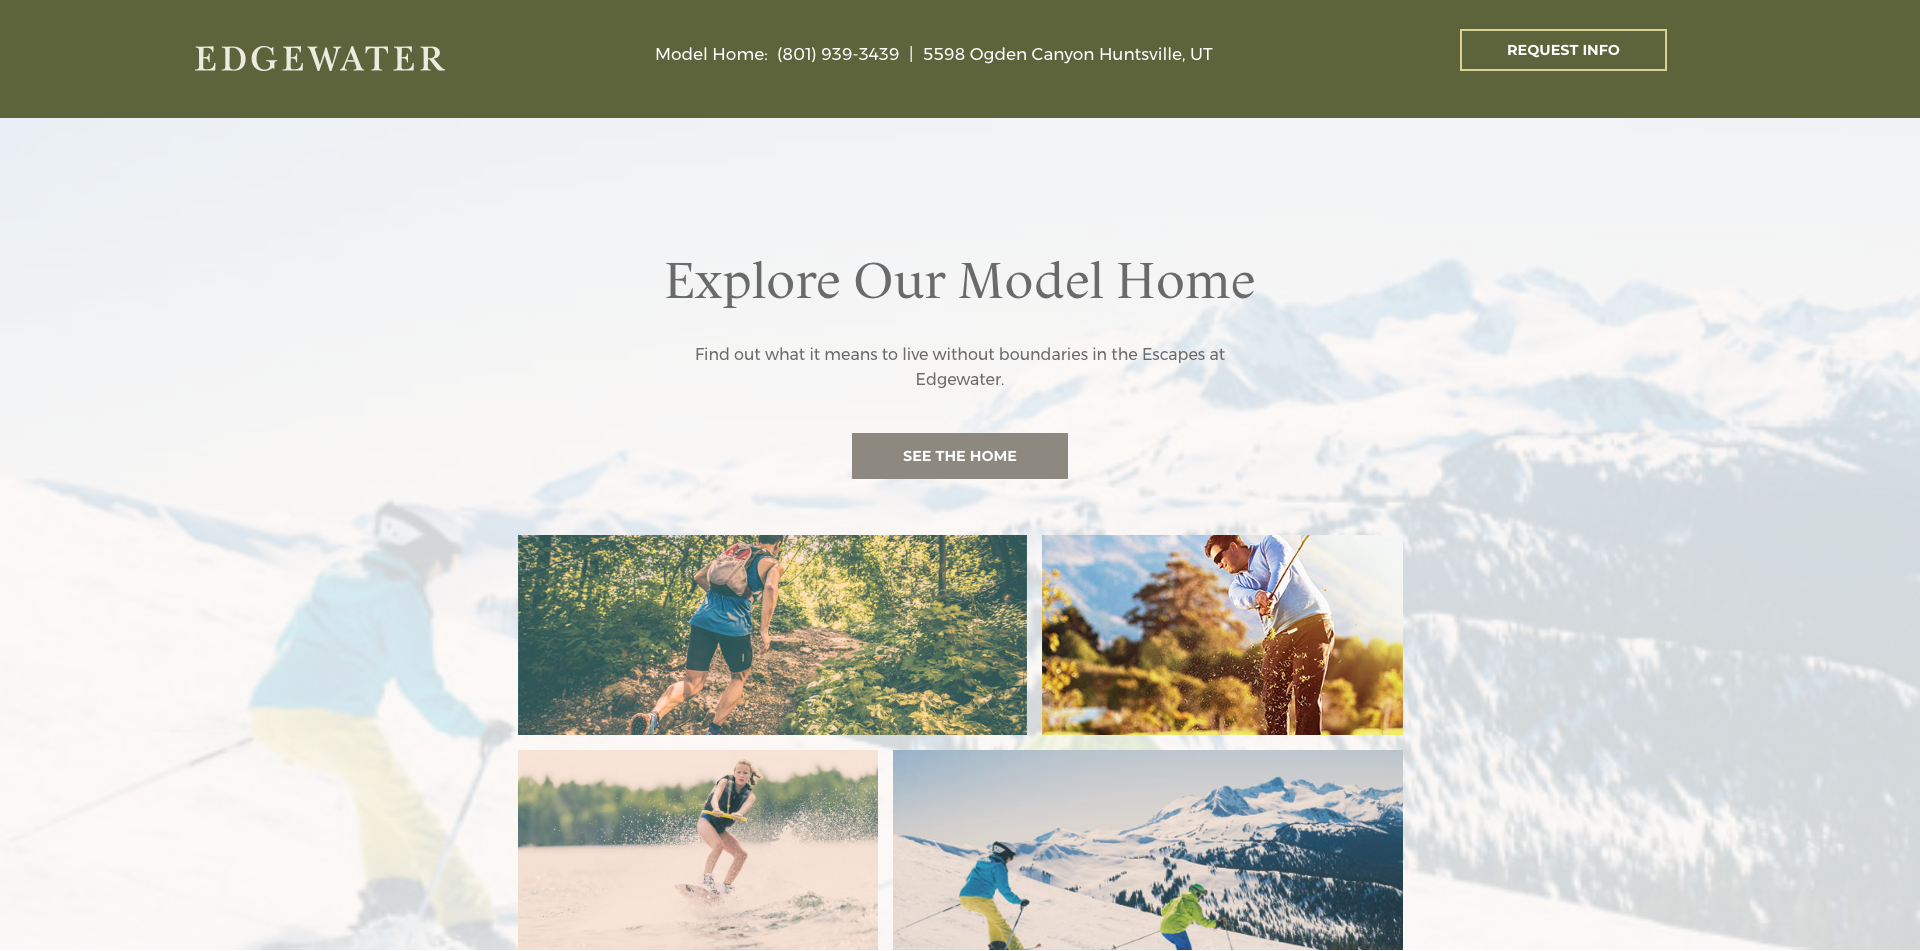 EDGEWATER
Model Home: (801) 939-3439 | 5598 Ogden Canyon Huntsville, UT
REQUEST INFO
Explore Our Model Home
Find out what it means to live without boundaries in the Escapes at
Edgewater.
SEE THE HOME